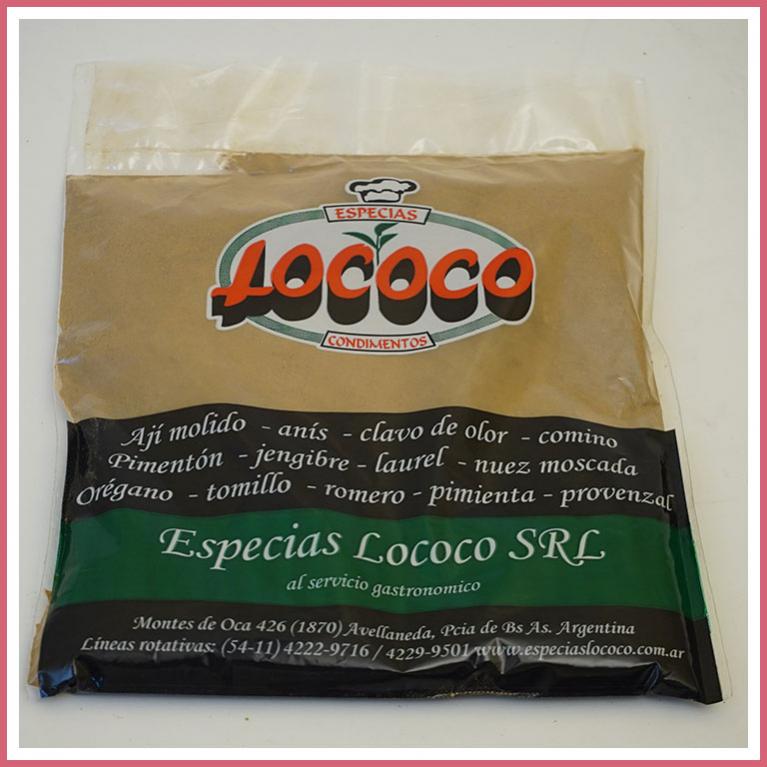 ESPECIAS
LOCOCO
CONDIMENTOS
Ají molido - anís - clavo de olor - comino
Pimentón - jengibre - laurel - nuez moscada
Orégano - tomillo - romero - pimienta - provenzal
Especias Lococo SRL
al servicio gastronomico
Montes de Oca 426 (1870) Avellaneda, Pcia de Bs As. Argentina
Líneas rotativas: (54-11) 4222-9716 / 4229-9501 www.especiaslococo.com.ar